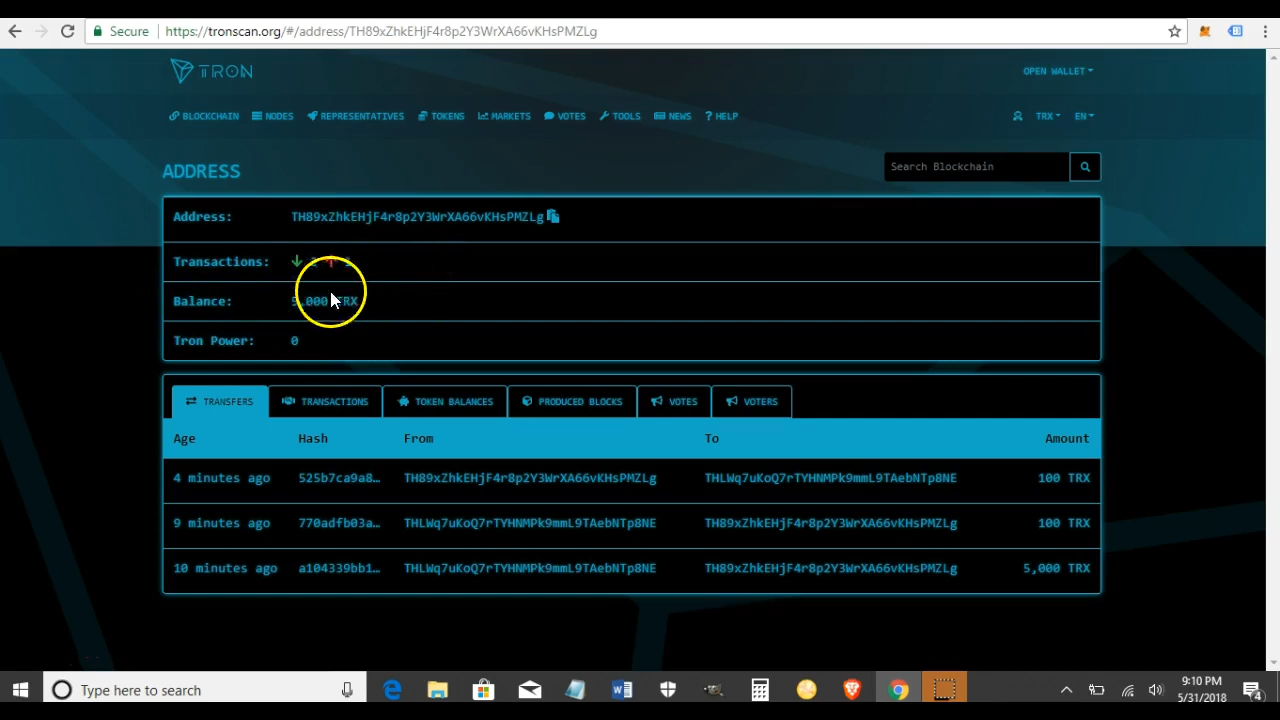 Secure https://tronscan.org/#/address/TH89xZhkEHjF4r8p2Y3WrXA66vKHsPMZLg
TRON
OPEN WALLET
BLOCKCHAIN NODES REPRESENTATIVES TOKENS MARKETS VOTES TOOLS NEWS ? HELP TRX EN
ADDRESS
Search Blockchain
Address: TH89xZhkEHjF4r8p2Y3WrXA66vKHsPMZLg
Transactions:
Balance: 5,000 TRX
Tron Power: 0
TRANSFERS TRANSACTIONS TOKEN BALANCES PRODUCED BLOCKS VOTES VOTERS
Age Hash From To Amount
4 minutes ago 525b7ca9a8… TH89xZhkEHjF4r8p2Y3WrXA66vKHsPMZLg THLWq7uKoQ7rTYHNMPk9mmL9TAebNTp8NE 100 TRX
9 minutes ago 770adfb03a… THLWq7uKoQ7rTYHNMPk9mmL9TAebNTp8NE TH89xZhkEHjF4r8p2Y3WrXA66vKHsPMZLg 100 TRX
10 minutes ago a104339bb1… THLWq7uKoQ7rTYHNMPk9mmL9TAebNTp8NE TH89xZhkEHjF4r8p2Y3WrXA66vKHsPMZLg 5,000 TRX
Type here to search
9:10 PM
5/31/2018
4